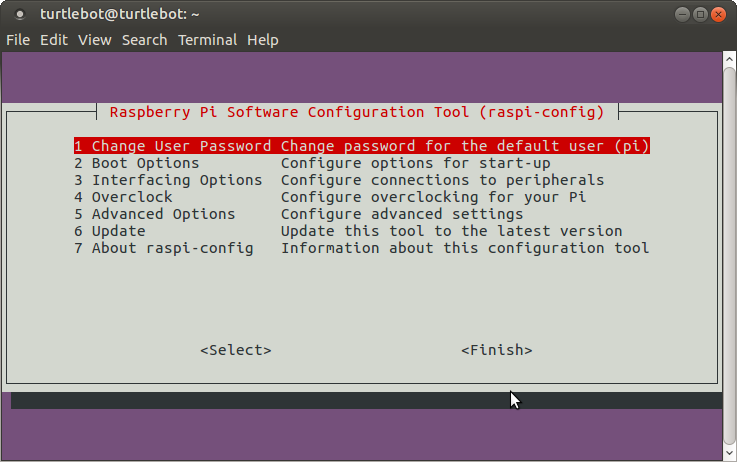 turtlebot@turtlebot: ~
File Edit View Search Terminal Help
Raspberry Pi Software Configuration Tool (raspi-config)
1 Change User Password Change password for the default user (pi)
2 Boot Options Configure options for start-up
3 Interfacing Options Configure connections to peripherals
4 Overclock Configure overclocking for your Pi
5 Advanced Options Configure advanced settings
6 Update Update this tool to the latest version
7 About raspi-config Information about this configuration tool
<Select> <Finish>